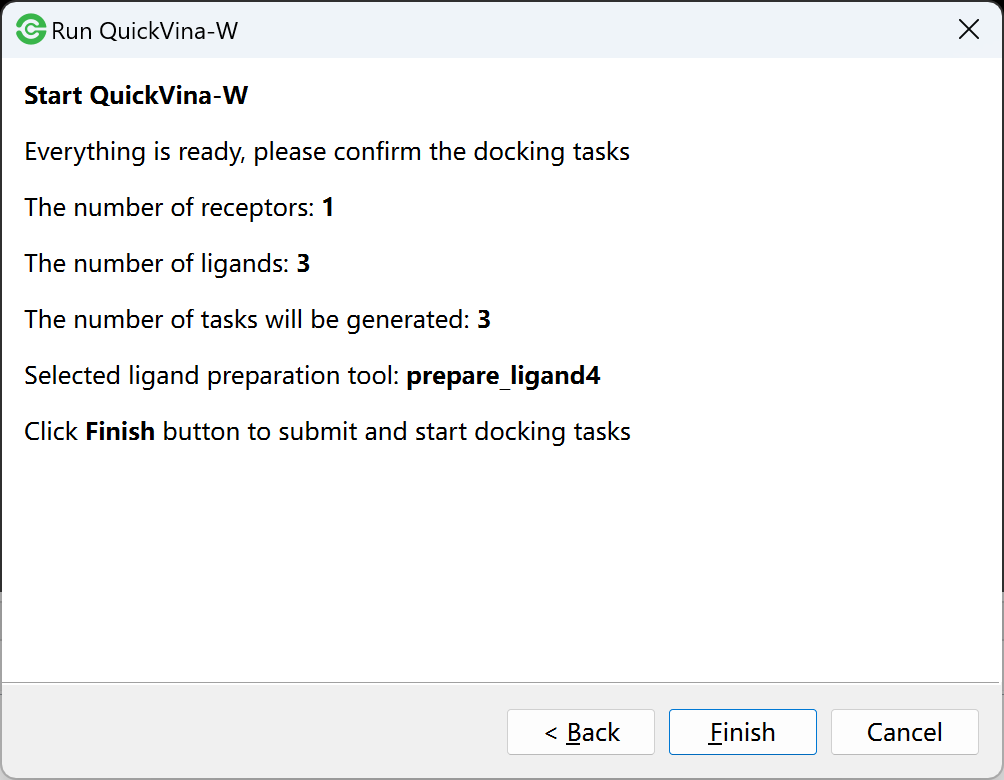 Run QuickVina-W
Start QuickVina-W
Everything is ready, please confirm the docking tasks
The number of receptors: 1
The number of ligands: 3
The number of tasks will be generated: 3
Selected ligand preparation tool: prepare_ligand4
Click Finish button to submit and start docking tasks
< Back Finish Cancel